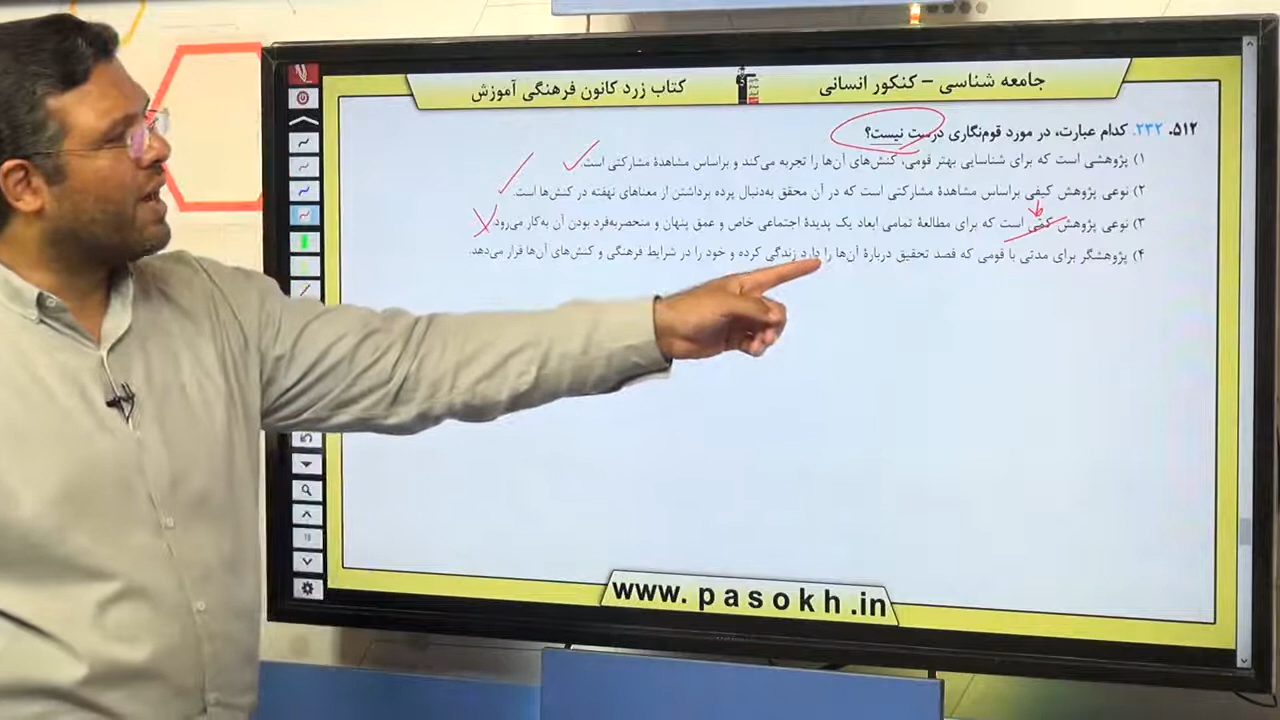 جامعه شناسی - کنکور انسانی
کتاب زرد کانون فرهنگی آموزش
۵۱۲. ۲۳۲. کدام عبارت، در مورد قوم‌نگاری درست نیست؟
۱) پژوهشی است که برای شناسایی بهتر قومی، کنش‌های آن‌ها را تجربه می‌کند و براساس مشاهدهٔ مشارکتی است.
۲) نوعی پژوهش کیفی براساس مشاهدهٔ مشارکتی است که در آن محقق به‌دنبال پرده برداشتن از معناهای نهفته در کنش‌ها است.
۳) نوعی پژوهش کمّی است که برای مطالعهٔ تمامی ابعاد یک پدیدهٔ اجتماعی خاص و عمق پنهان و منحصربه‌فرد بودن آن به‌کار می‌رود.
۴) پژوهشگر برای مدتی با قومی که قصد تحقیق دربارهٔ آن‌ها را دارد زندگی کرده و خود را در شرایط فرهنگی و کنش‌های آن‌ها قرار می‌دهد.
www.pasokh.in